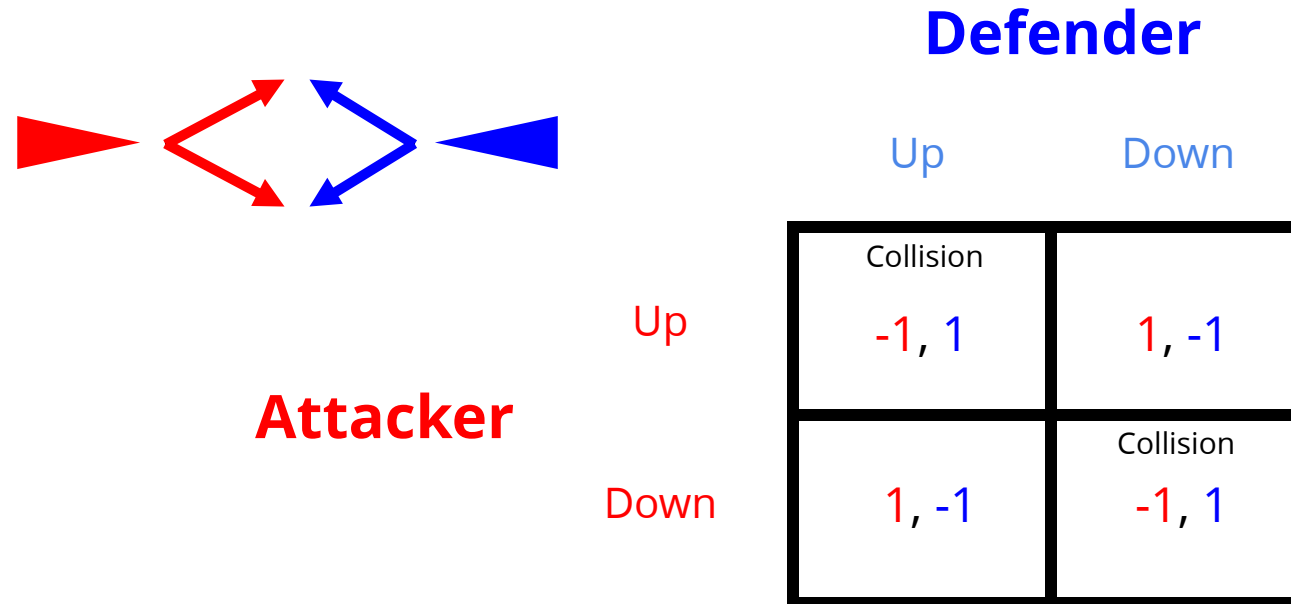 Defender
Up Down
Collision
Up -1, 1 1, -1
Attacker
Collision
Down 1, -1 -1, 1